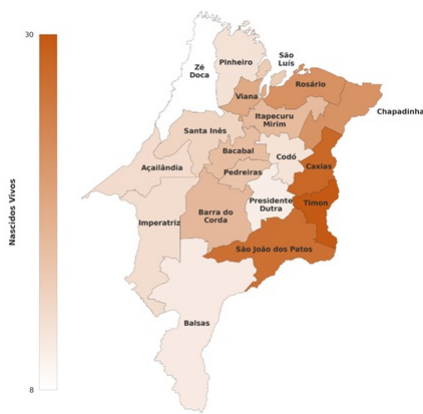 30
Nascidos Vivos
8
Zé
Doca
Pinheiro
São
Luís
Viana
Rosário
Itapecuru
Mirim
Chapadinha
Santa Inês
Bacabal
Codó
Caxias
Açailândia
Pedreiras
Timon
Presidente
Dutra
Imperatriz
Barra do
Corda
São João dos Patos
Balsas